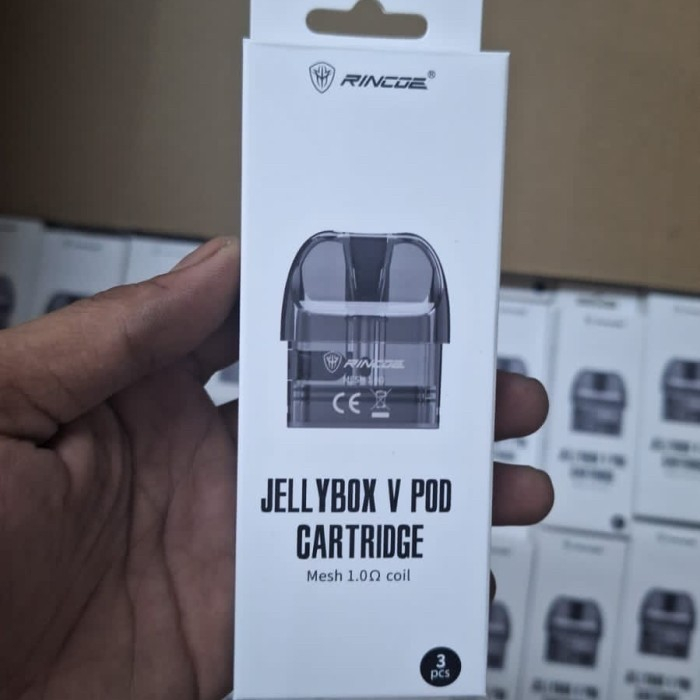 RINCOE®
RINCOE
CE
JELLYBOX V POD
CARTRIDGE
Mesh 1.0Ω coil
3
pcs